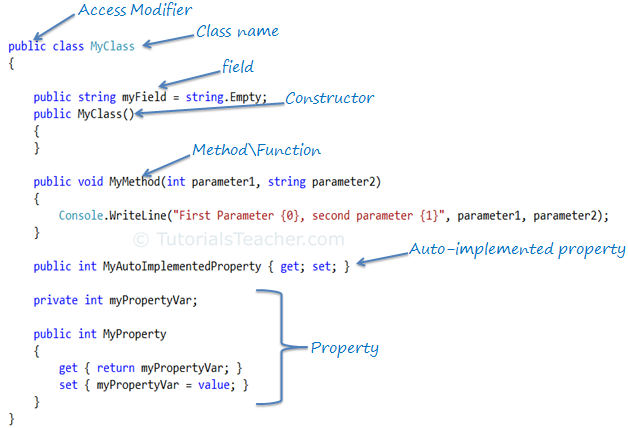 Access Modifier
public class MyClass
Class name
{
field
public string myField = string.Empty;
public MyClass()
Constructor
{
}
Method\Function
public void MyMethod(int parameter1, string parameter2)
{
Console.WriteLine("First Parameter {0}, second parameter {1}", parameter1, parameter2);
}
© TutorialsTeacher.com
Auto-implemented property
public int MyAutoImplementedProperty { get; set; }
private int myPropertyVar;
public int MyProperty
{
get { return myPropertyVar; }
set { myPropertyVar = value; }
}
Property
}